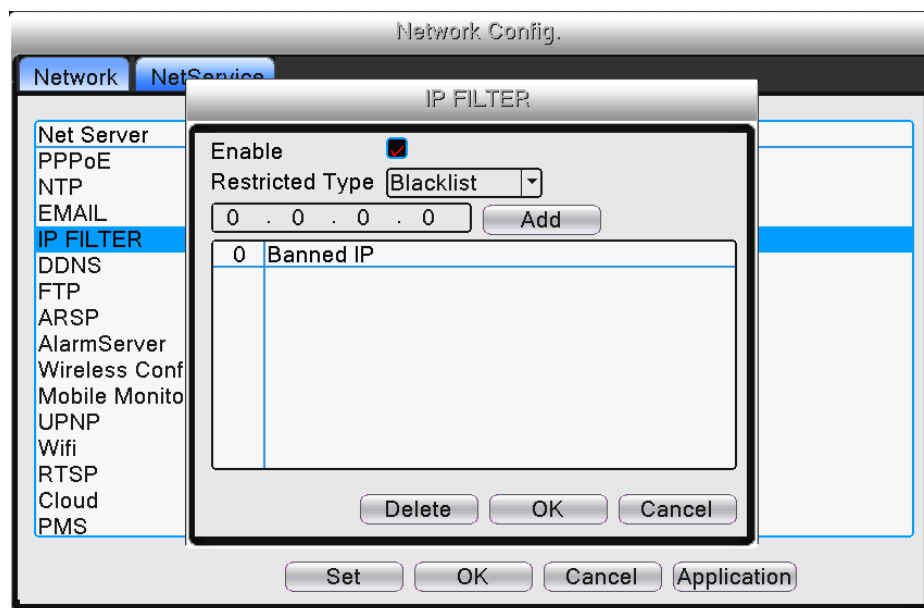 Network Config.
Network NetService
IP FILTER
Net Server
PPPoE
NTP
EMAIL
IP FILTER
DDNS
FTP
ARSP
AlarmServer
Wireless Conf
Mobile Monito
UPNP
Wifi
RTSP
Cloud
PMS
Enable
Restricted Type Blacklist
0 . 0 . 0 . 0 Add
0 Banned IP
Delete OK Cancel
Set OK Cancel Application